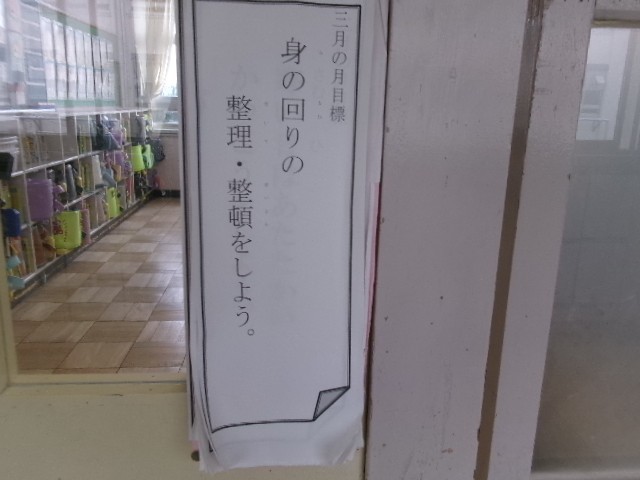 三月の月目標
身の回りの
整理・整頓をしよう。